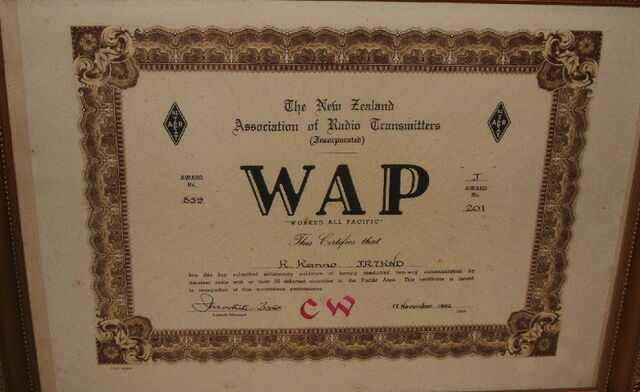 The New Zealand
Association of Radio Transmitters
(Incorporated)
AWARD
No.
859
WAP
J
AWARD
No.
201
"WORKED ALL PACIFIC"
This Certifies that
K. Kanno
has this day submitted satisfactory evidence of having conducted two-way communication by
amateur radio with at least 30 different countries in the Pacific Area. This certificate is issued
in recognition of this meritorious performance.
Awards Manager
CW
17 November
Date